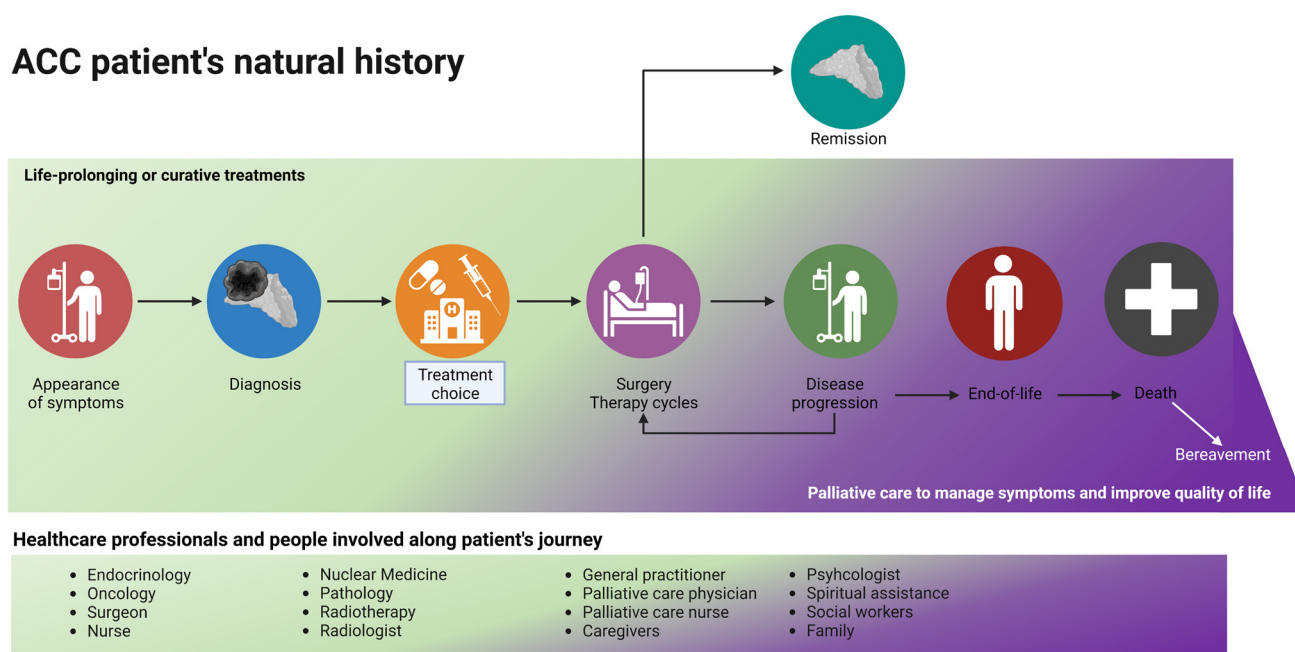 ACC patient's natural history
Remission
Life-prolonging or curative treatments
H
Appearance
of symptoms
Diagnosis
Treatment
choice
Surgery
Therapy cycles
Disease
progression
End-of-life
Death
Bereavement
Palliative care to manage symptoms and improve quality of life
Healthcare professionals and people involved along patient's journey
• Endocrinology
• Oncology
• Surgeon
• Nurse
• Nuclear Medicine
• Pathology
• Radiotherapy
• Radiologist
• General practitioner
• Palliative care physician
• Palliative care nurse
• Caregivers
• Psyhcologist
• Spiritual assistance
• Social workers
• Family